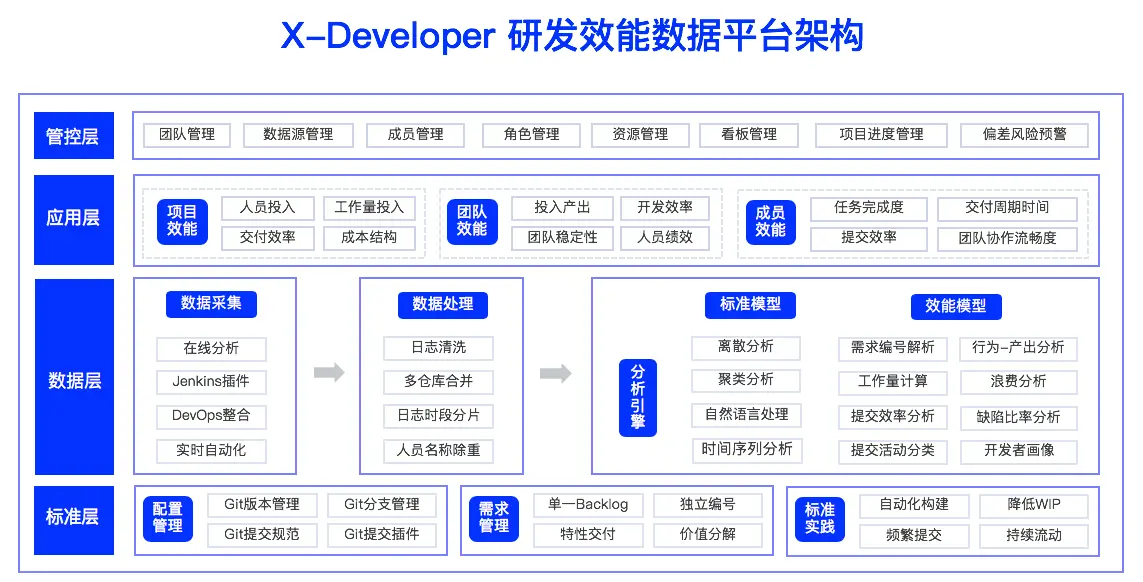 X-Developer 研发效能数据平台架构
管控层
团队管理
数据源管理
成员管理
角色管理
资源管理
看板管理
项目进度管理
偏差风险预警
应用层
项目
效能
人员投入
工作量投入
交付效率
成本结构
团队
效能
投入产出
开发效率
团队稳定性
人员绩效
成员
效能
任务完成度
交付周期时间
提交效率
团队协作流畅度
数据层
数据采集
在线分析
Jenkins插件
DevOps整合
实时自动化
数据处理
日志清洗
多仓库合并
日志时段分片
人员名称除重
分
析
引
擎
标准模型
离散分析
聚类分析
自然语言处理
时间序列分析
效能模型
需求编号解析
行为-产出分析
工作量计算
浪费分析
提交效率分析
缺陷比率分析
提交活动分类
开发者画像
标准层
配置
管理
Git版本管理
Git分支管理
Git提交规范
Git提交插件
需求
管理
单一Backlog
独立编号
特性交付
价值分解
标准
实践
自动化构建
降低WIP
频繁提交
持续流动